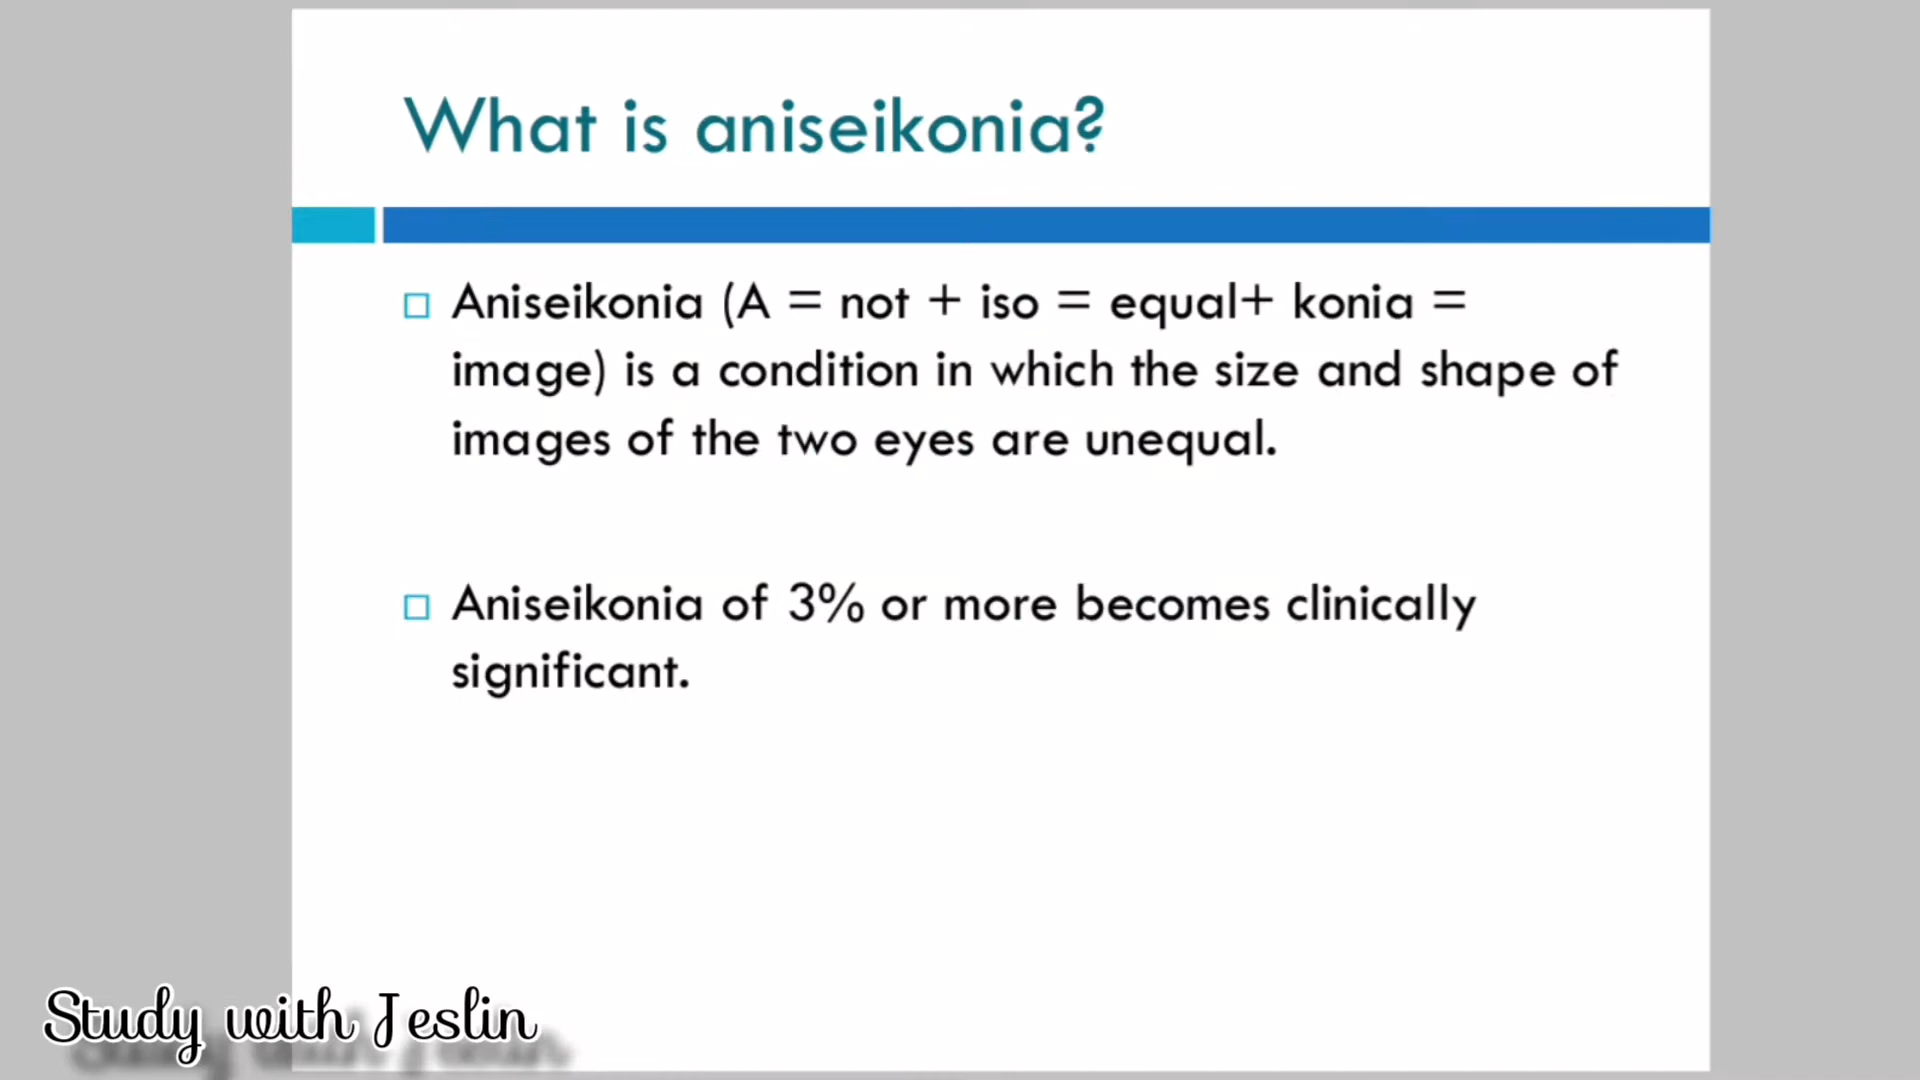 What is aniseikonia?
Aniseikonia (A = not + iso = equal+ konia =
image) is a condition in which the size and shape of
images of the two eyes are unequal.
Aniseikonia of 3% or more becomes clinically
significant.
Study with Jeslin